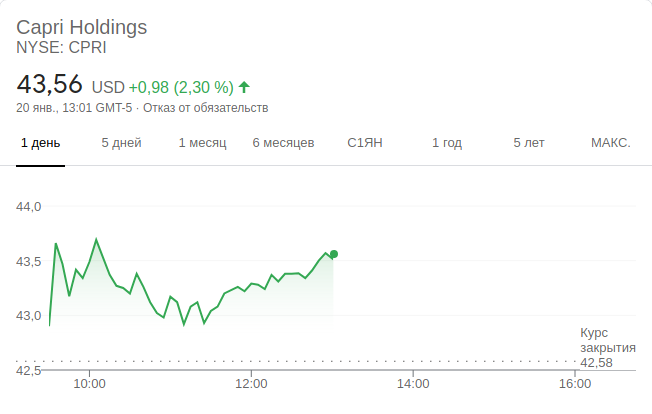 Capri Holdings
NYSE: CPRI
43,56 USD +0,98 (2,30 %)
20 янв., 13:01 GMT-5 · Отказ от обязательств
1 день 5 дней 1 месяц 6 месяцев С1ЯН 1 год 5 лет МАКС.
44,0
43,5
43,0
Курс
закрытия
42,58
42,5
10:00 12:00 14:00 16:00